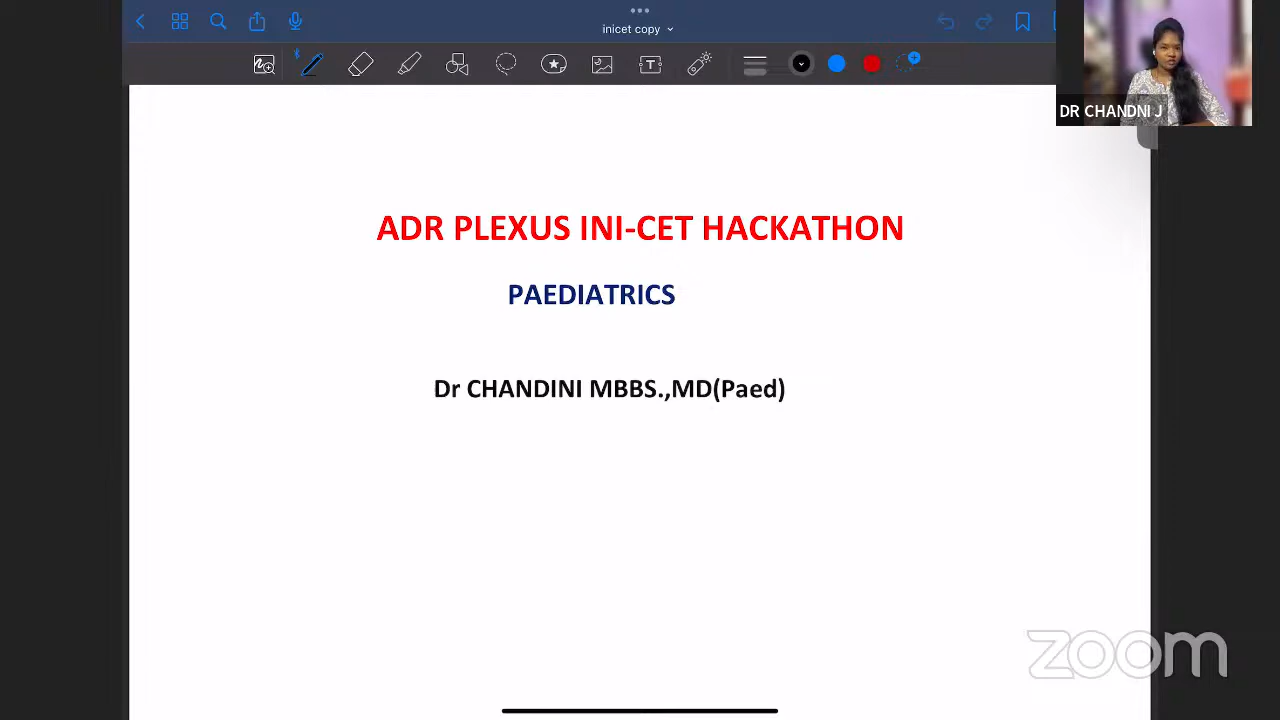 inicet copy
DR CHANDNI J
ADR PLEXUS INI-CET HACKATHON
PAEDIATRICS
Dr CHANDINI MBBS.,MD(Paed)
zoom